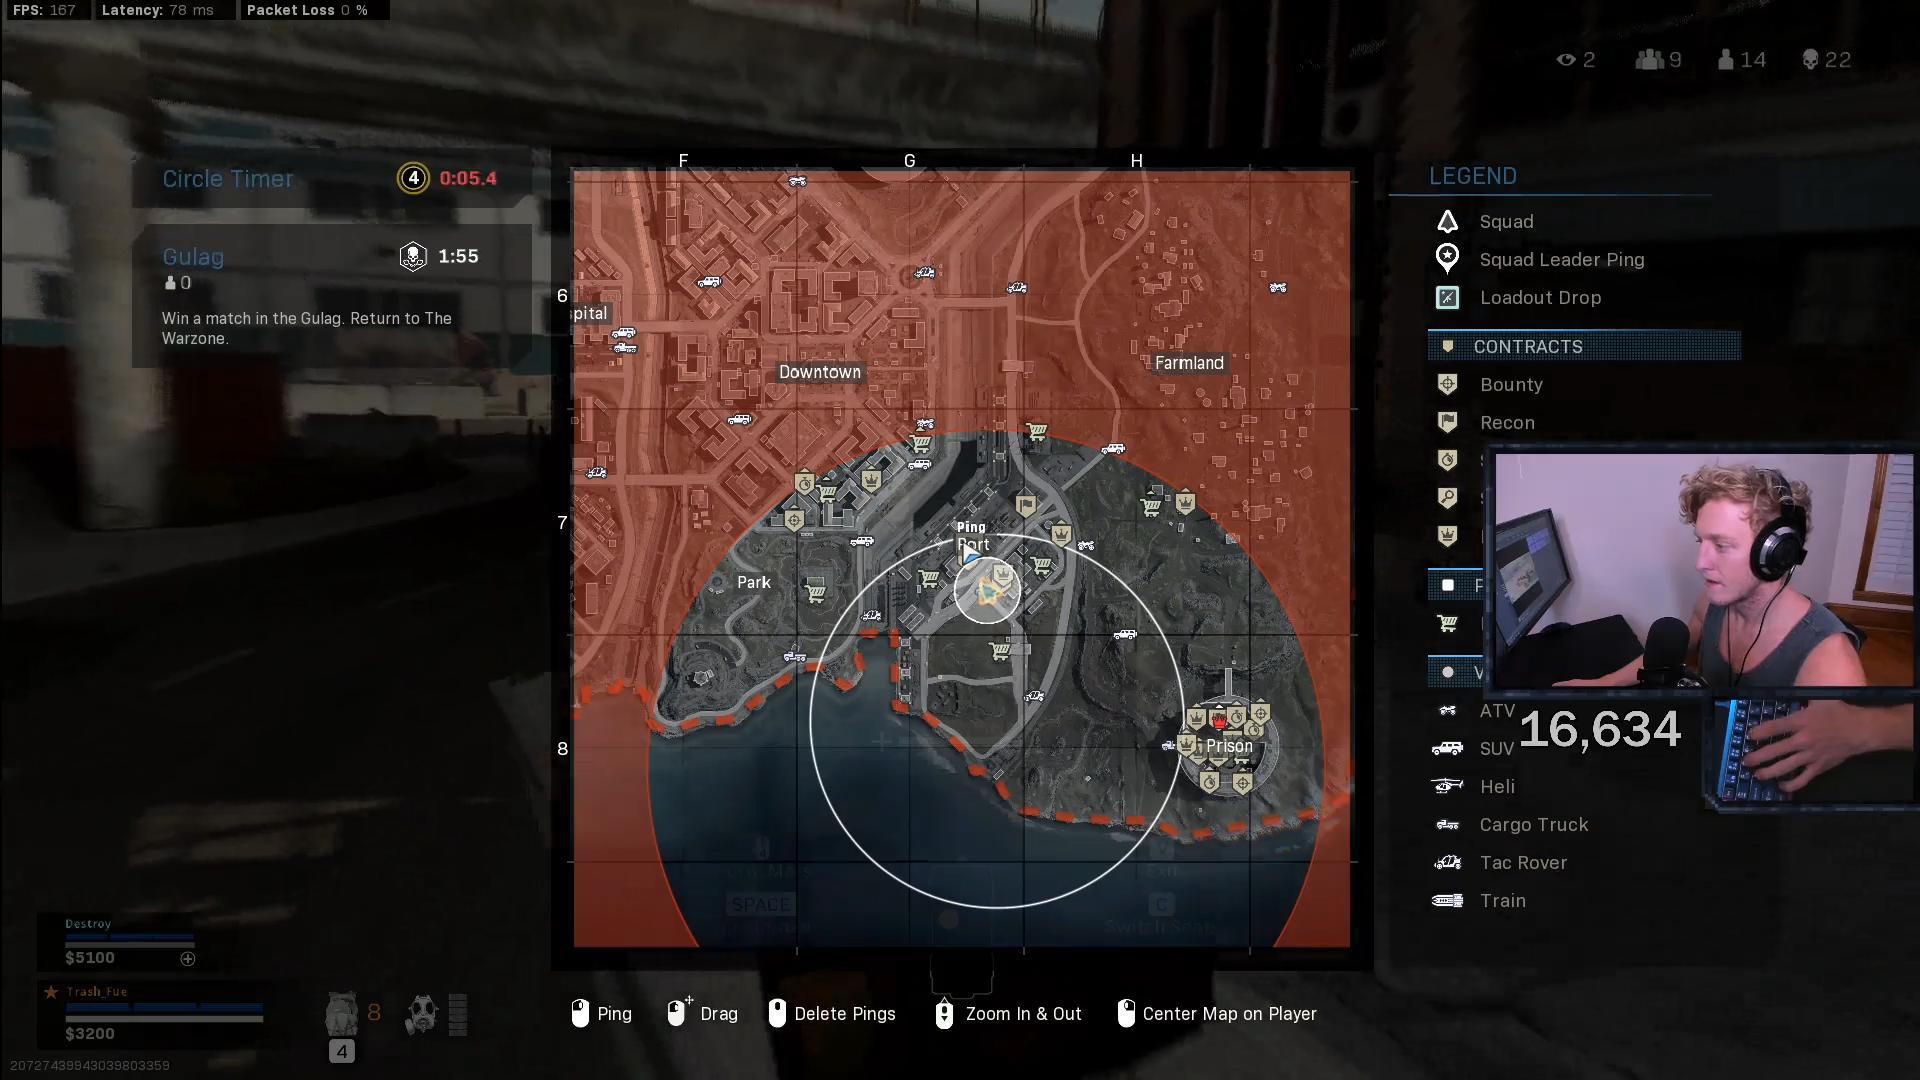 FPS: 167 Latency: 78 ms Packet Loss 0 %
2 9 14 22
Circle Timer 4 0:05.4
Gulag 1:55
0
Win a match in the Gulag. Return to The
Warzone.
F G H
6
7
8
spital
Downtown
Farmland
Ping
Port
Park
Prison
SPACE
C
Switch Seat
Exit
LEGEND
Squad
Squad Leader Ping
Loadout Drop
CONTRACTS
Bounty
Recon
ATV
SUV
Heli
Cargo Truck
Tac Rover
Train
16,634
Destroy
$5100
Trash_Fue
$3200
8
4
20727439943039803359
Ping Drag Delete Pings Zoom In & Out Center Map on Player